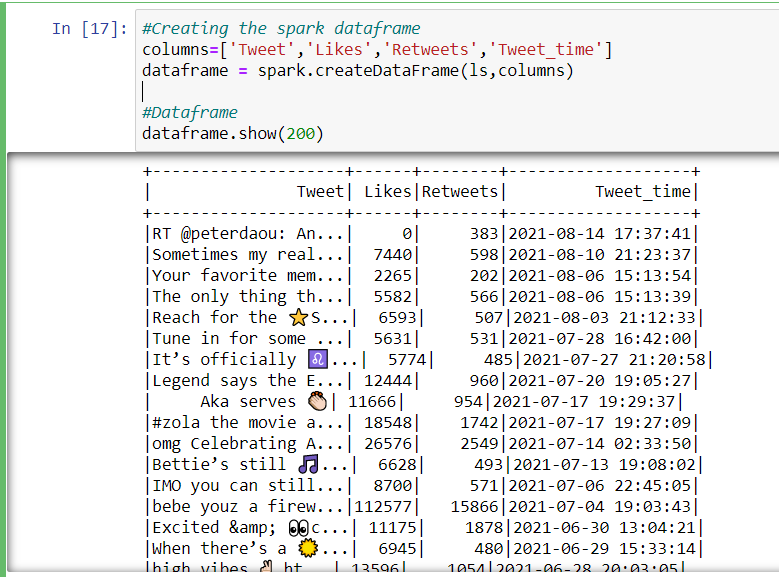 In [17]: #Creating the spark dataframe
columns=['Tweet','Likes','Retweets','Tweet_time']
dataframe = spark.createDataFrame(ls,columns)
#Dataframe
dataframe.show(200)
+--------------------+------+--------+-------------------+
|               Tweet| Likes|Retweets|         Tweet_time|
+--------------------+------+--------+-------------------+
|RT @peterdaou: An...|     0|     383|2021-08-14 17:37:41|
|Sometimes my real...|  7440|     598|2021-08-10 21:23:37|
|Your favorite mem...|  2265|     202|2021-08-06 15:13:54|
|The only thing th...|  5582|     566|2021-08-06 15:13:39|
|Reach for the ⭐S...|  6593|     507|2021-08-03 21:12:33|
|Tune in for some ...|  5631|     531|2021-07-28 16:42:00|
|It’s officially ♌...|  5774|     485|2021-07-27 21:20:58|
|Legend says the E...| 12444|     960|2021-07-20 19:05:27|
|     Aka serves 👏🏼| 11666|     954|2021-07-17 19:29:37|
|#zola the movie a...| 18548|    1742|2021-07-17 19:27:09|
|omg Celebrating A...| 26576|    2549|2021-07-14 02:33:50|
|Bettie’s still 🎵...|  6628|     493|2021-07-13 19:08:02|
|IMO you can still...|  8700|     571|2021-07-06 22:45:05|
|bebe youz a firew...|112577|   15866|2021-07-04 19:03:43|
|Excited &amp; 👀c...| 11175|    1878|2021-06-30 13:04:21|
|When there’s a 🌞...|  6945|     480|2021-06-29 15:33:14|
|high vibes ✌🏼 ht...| 13596|    1054|2021-06-28 20:03:05|